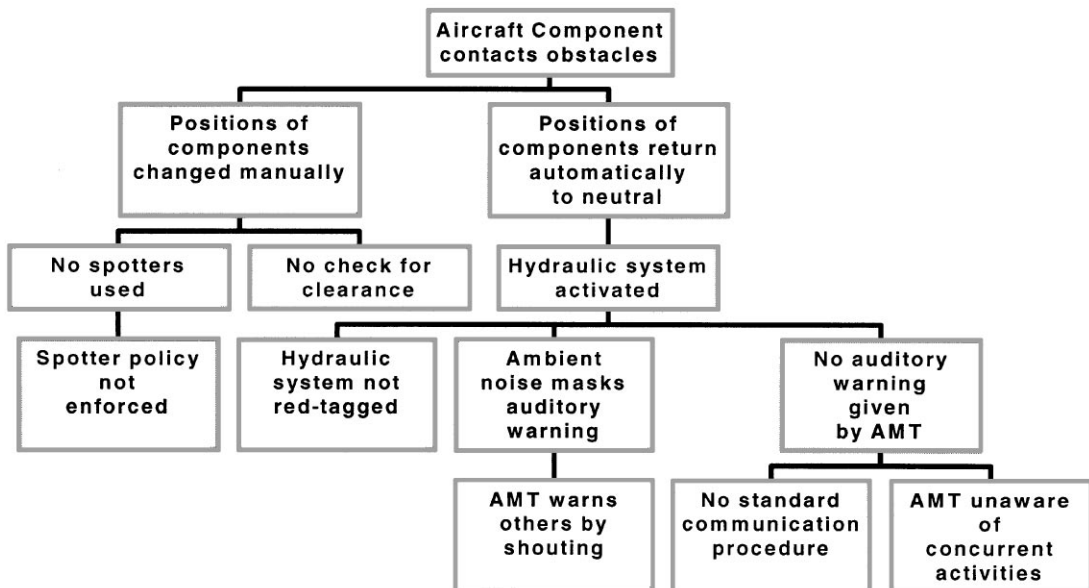 Aircraft Component
contacts obstacles
Positions of
components
changed manually
Positions of
components return
automatically
to neutral
No spotters
used
No check for
clearance
Hydraulic system
activated
Spotter policy
not
enforced
Hydraulic
system not
red-tagged
Ambient
noise masks
auditory
warning
No auditory
warning
given
by AMT
AMT warns
others by
shouting
No standard
communication
procedure
AMT unaware
of
concurrent
activities